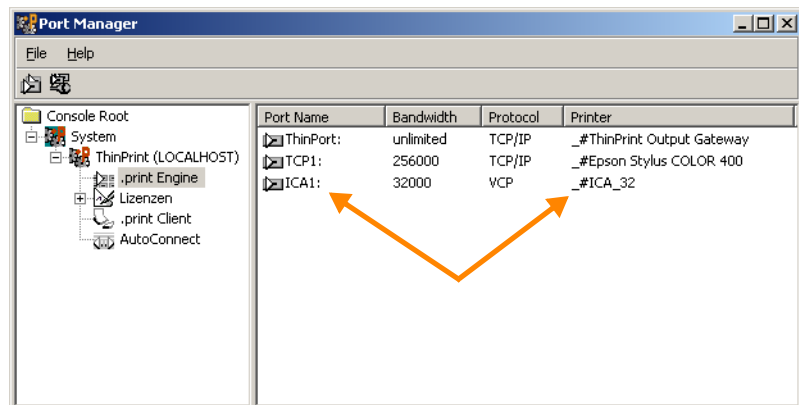 Port Manager
File Help
Console Root
System
ThinPrint (LOCALHOST)
.print Engine
Lizenzen
.print Client
AutoConnect
Port Name Bandwidth Protocol Printer
ThinPort: unlimited TCP/IP _#ThinPrint Output Gateway
TCP1: 256000 TCP/IP _#Epson Stylus COLOR 400
ICA1: 32000 VCP _#ICA_32